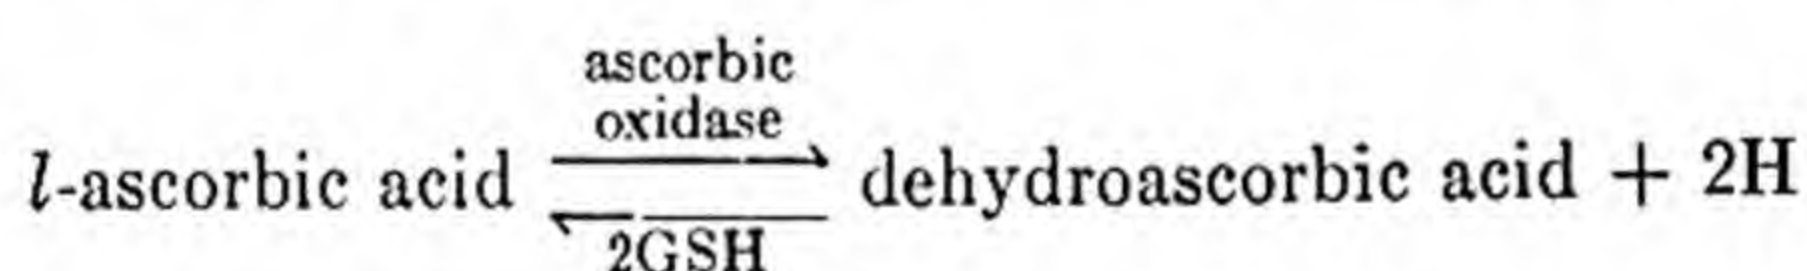 ascorbic
oxidase
l-ascorbic acid ⇌ dehydroascorbic acid + 2H
2GSH